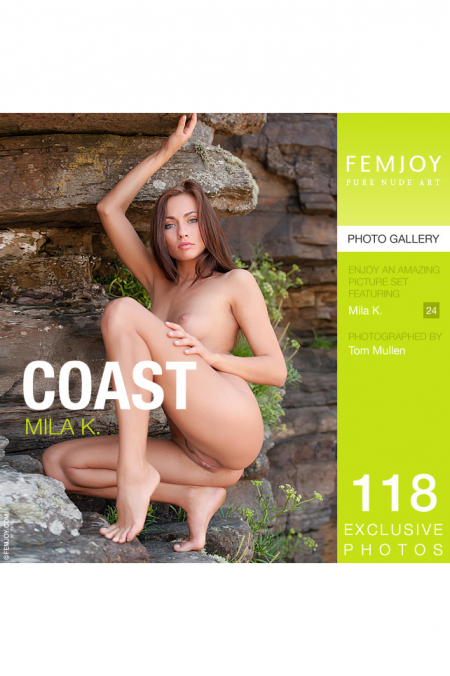 FEMJOY
PURE NUDE ART
PHOTO GALLERY
ENJOY AN AMAZING
PICTURE SET
FEATURING
Mila K. 24
PHOTOGRAPHED BY
Tom Mullen
COAST
MILA K.
118
EXCLUSIVE
PHOTOS
©FEMJOY.COM